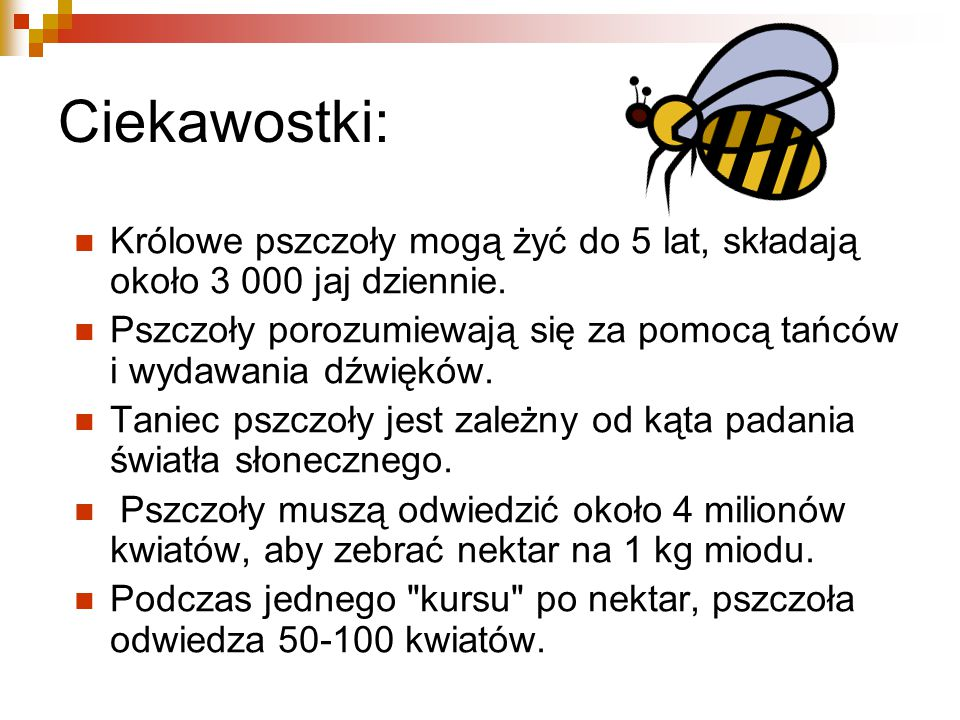 Ciekawostki:
Królowe pszczoły mogą żyć do 5 lat, składają
około 3 000 jaj dziennie.
Pszczoły porozumiewają się za pomocą tańców
i wydawania dźwięków.
Taniec pszczoły jest zależny od kąta padania
światła słonecznego.
Pszczoły muszą odwiedzić około 4 milionów
kwiatów, aby zebrać nektar na 1 kg miodu.
Podczas jednego "kursu" po nektar, pszczoła
odwiedza 50-100 kwiatów.